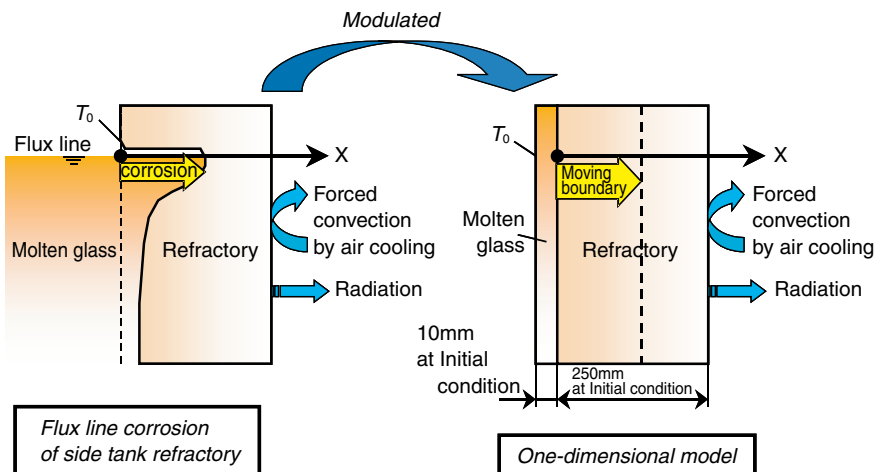 Modulated
T0
Flux line
X
corrosion
Forced
convection
by air cooling
Molten glass
Refractory
Radiation
Flux line corrosion
of side tank refractory
T0
X
Moving
boundary
Molten
glass
Refractory
Forced
convection
by air cooling
Radiation
10mm
at Initial
condition
250mm
at Initial condition
One-dimensional model